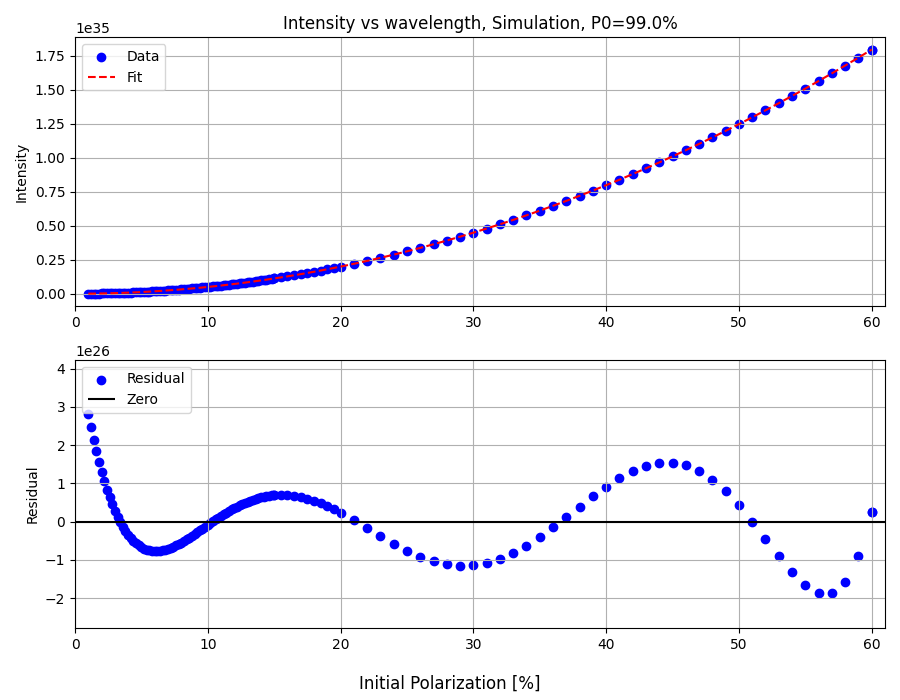 Intensity vs wavelength, Simulation, P0=99.0%
1e35
Data
Fit
1.75
1.50
1.25
1.00
0.75
0.50
0.25
0.00
Intensity
0 10 20 30 40 50 60
1e26
Residual
Zero
4
3
2
1
0
−1
−2
Residual
0 10 20 30 40 50 60
Initial Polarization [%]